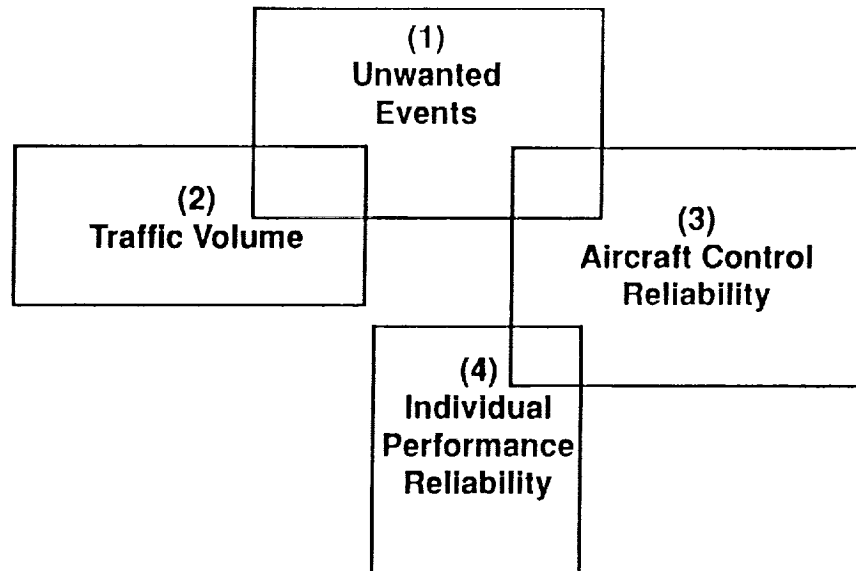 (1)
Unwanted
Events
(2)
Traffic Volume
(3)
Aircraft Control
Reliability
(4)
Individual
Performance
Reliability